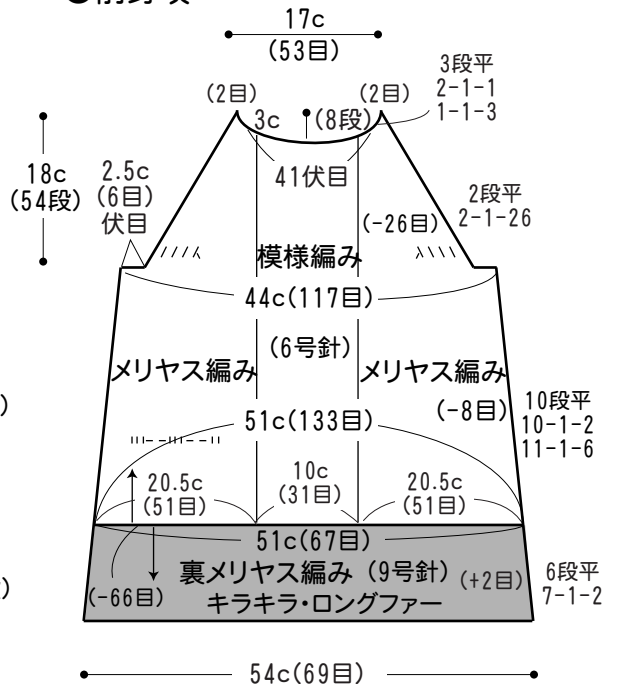 17c
(53目)
(2目)
3c
(8段)
(2目)
3段平
2-1-1
1-1-3
41伏目
18c
(54段)
2.5c
(6目)
伏目
(-26目)
2段平
2-1-26
模様編み
44c(117目)
(6号針)
メリヤス編み
メリヤス編み
(-8目)
10段平
10-1-2
11-1-6
51c(133目)
20.5c
(51目)
10c
(31目)
20.5c
(51目)
51c(67目)
裏メリヤス編み(9号針)
キラキラ・ロングファー
(-66目)
(+2目)
6段平
7-1-2
54c(69目)